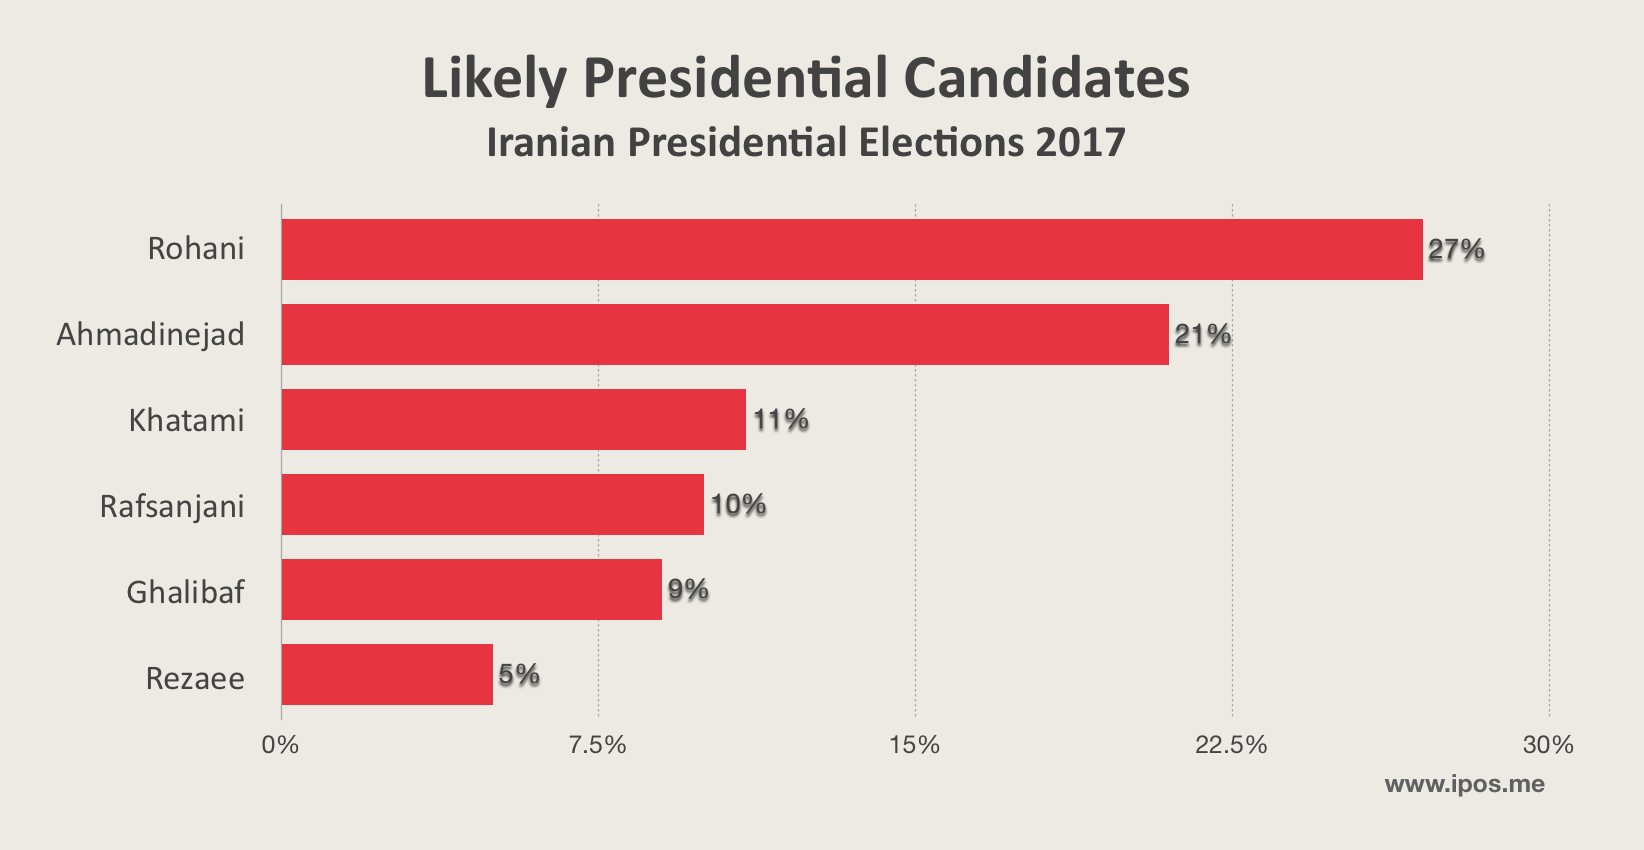 Likely Presidential Candidates
Iranian Presidential Elections 2017
Rohani 27%
Ahmadinejad 21%
Khatami 11%
Rafsanjani 10%
Ghalibaf 9%
Rezaee 5%
0% 7.5% 15% 22.5% 30%
www.ipos.me